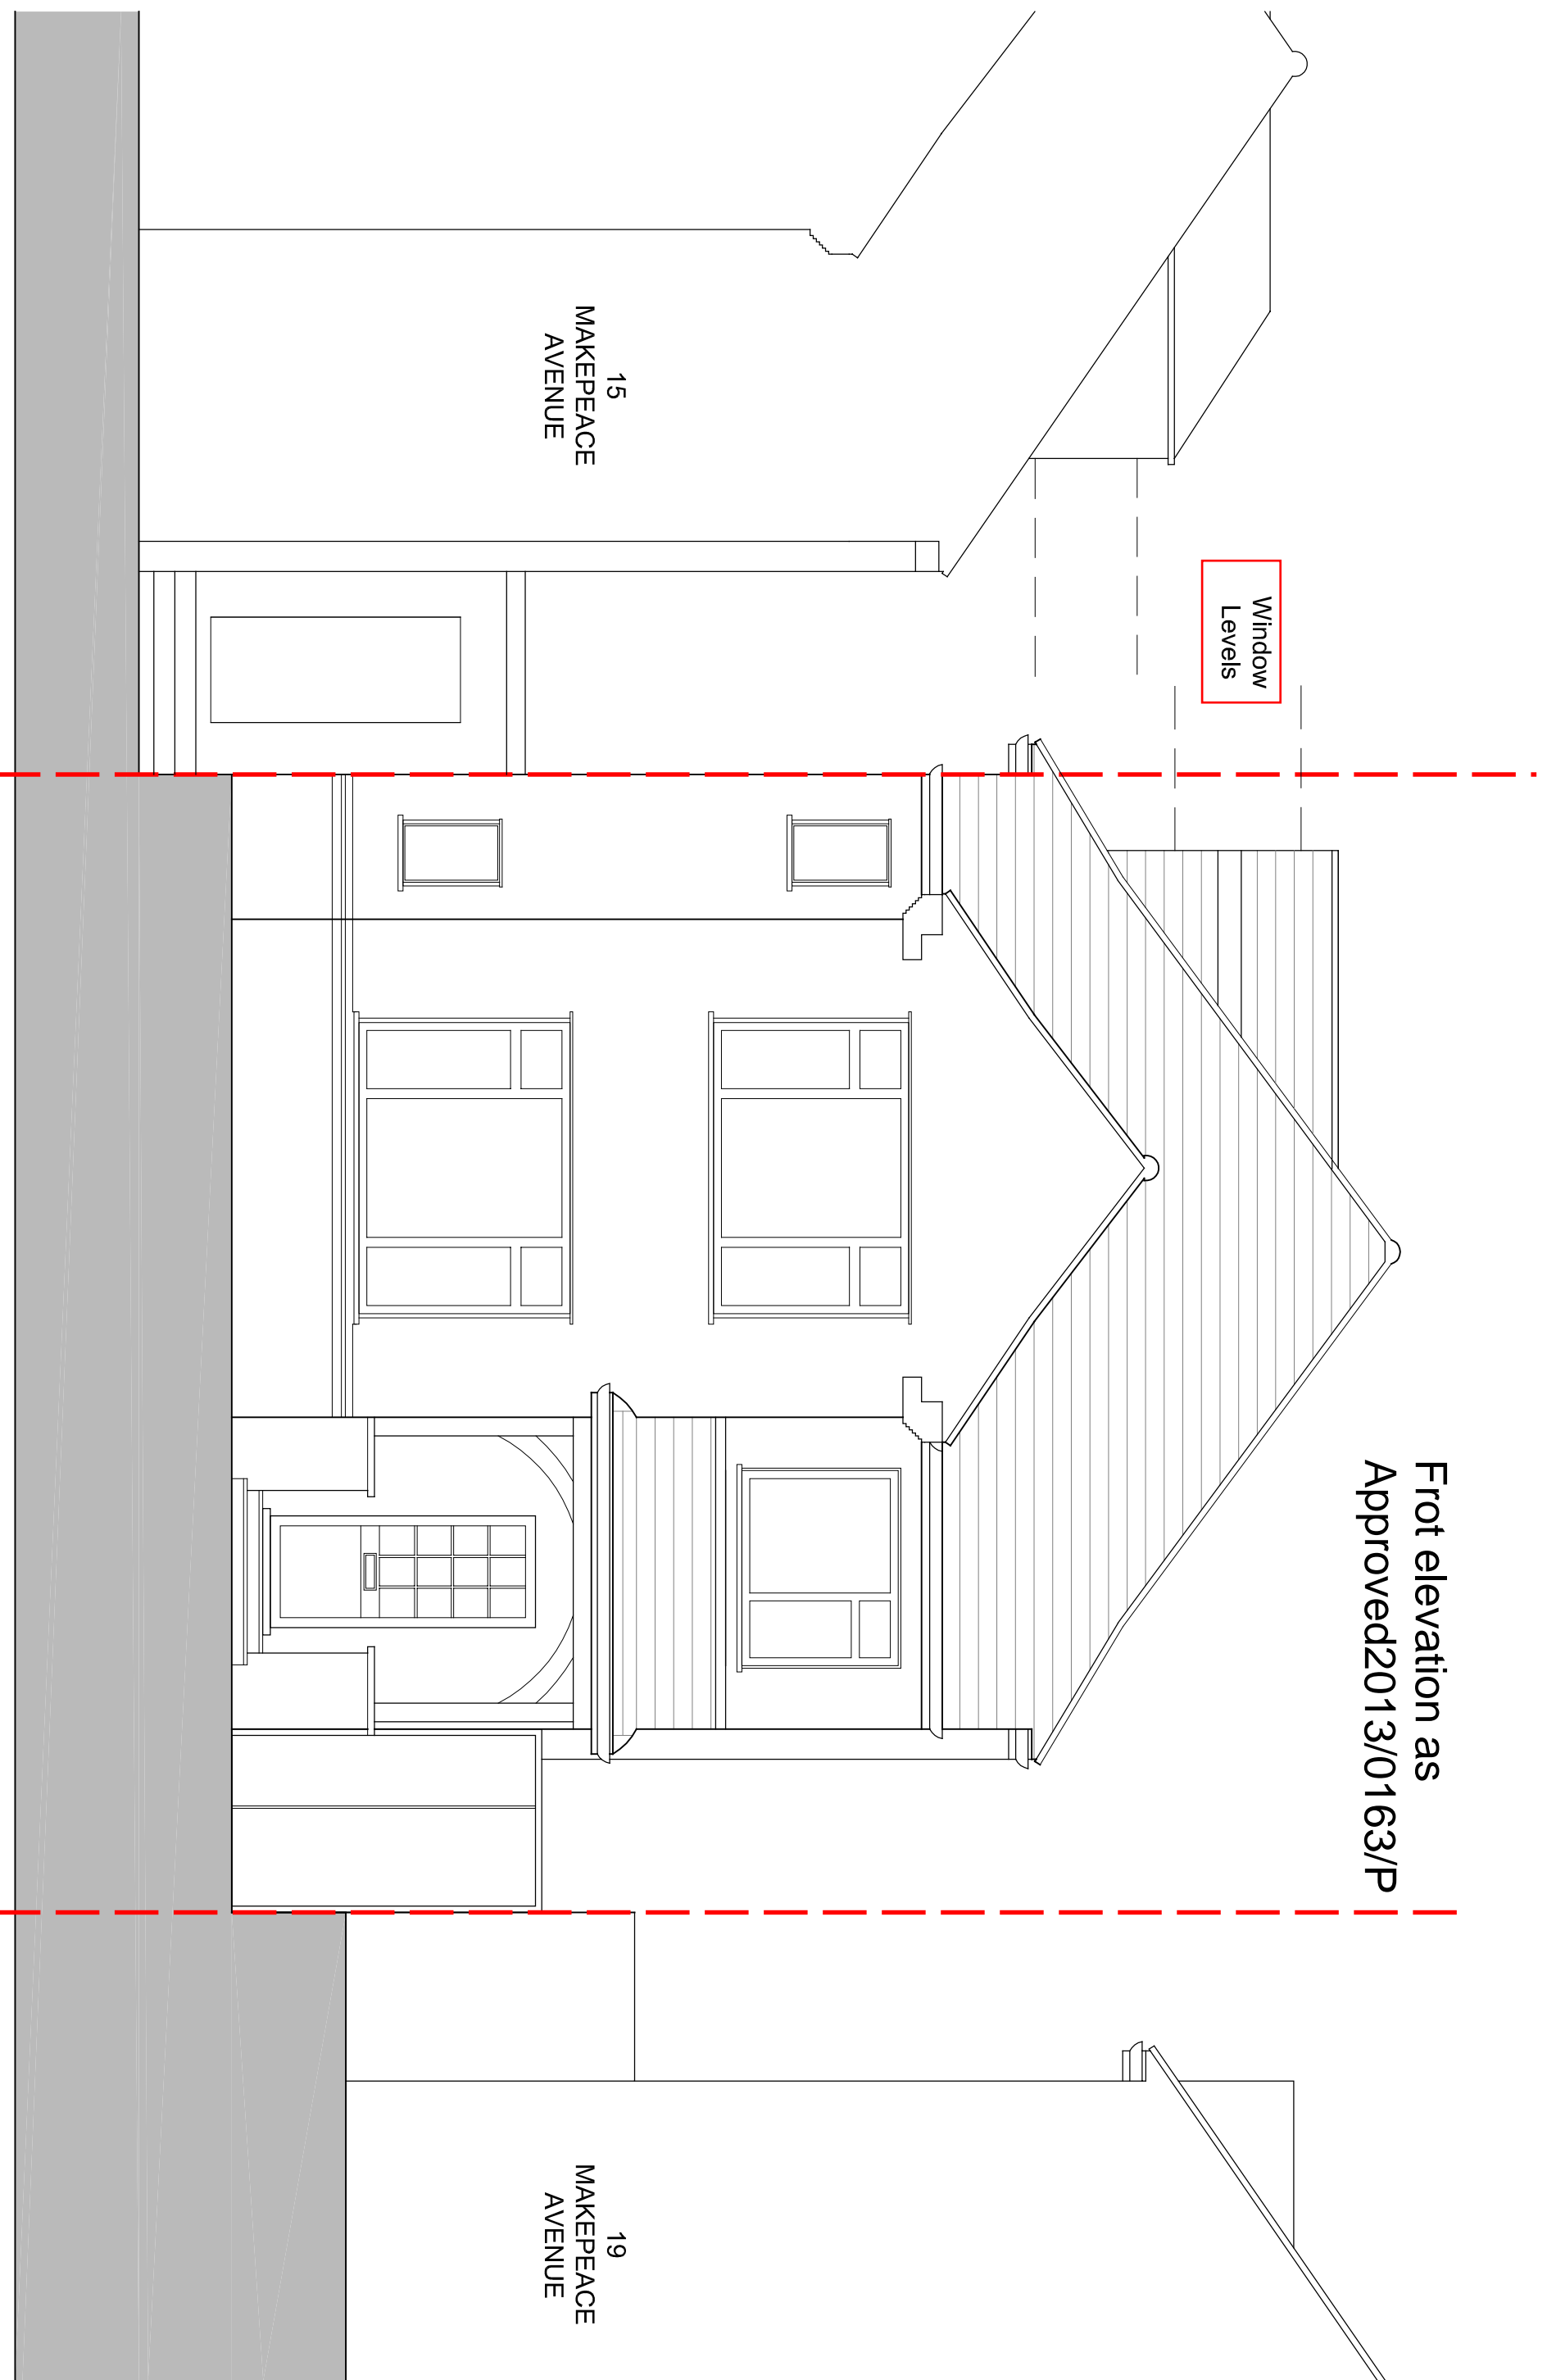 Frot elevation as
Approved2013/0163/P
Window
Levels
15
MAKEPEACE
AVENUE
19
MAKEPEACE
AVENUE